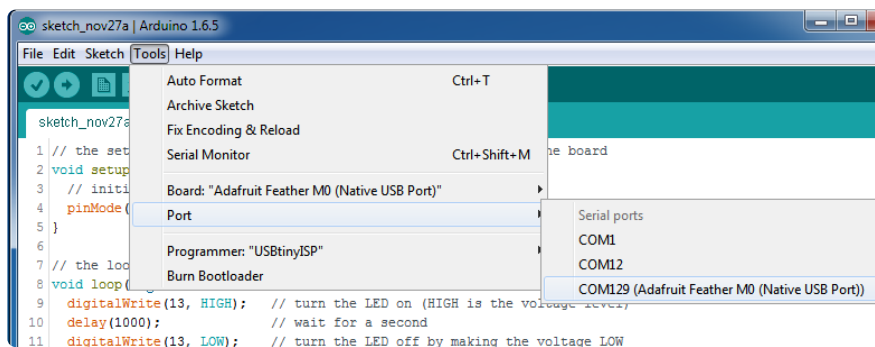 sketch_nov27a | Arduino 1.6.5
File Edit Sketch Tools Help
Auto Format Ctrl+T
Archive Sketch
sketch_nov27a
Fix Encoding & Reload
Serial Monitor Ctrl+Shift+M
Board: "Adafruit Feather M0 (Native USB Port)"
Port
Programmer: "USBtinyISP"
Burn Bootloader
Serial ports
COM1
COM12
COM129 (Adafruit Feather M0 (Native USB Port))
1 // the board
2 void setup
3 //
4 pinMode(
5 }
6
7 // the
8 void loop(
9 digitalWrite(13, HIGH); // turn the LED on (HIGH is the voltage level)
10 delay(1000); // wait for a second
11 digitalWrite(13, LOW); // turn the LED off by making the voltage LOW